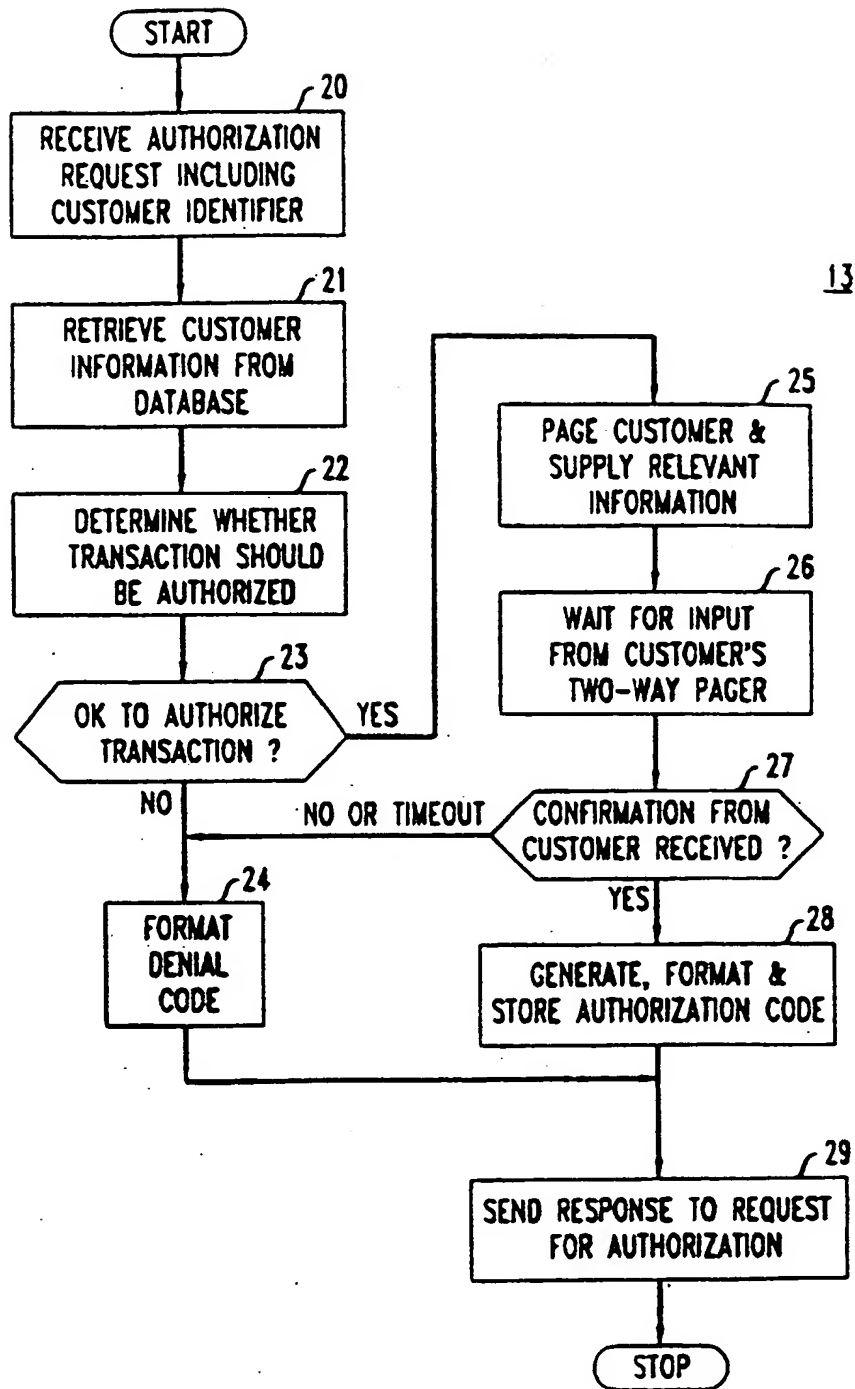 START
20
RECEIVE AUTHORIZATION
REQUEST INCLUDING
CUSTOMER IDENTIFIER
21
RETRIEVE CUSTOMER
INFORMATION FROM
DATABASE
22
DETERMINE WHETHER
TRANSACTION SHOULD
BE AUTHORIZED
23
OK TO AUTHORIZE
TRANSACTION ?
YES
NO
24
FORMAT
DENIAL
CODE
13
25
PAGE CUSTOMER &
SUPPLY RELEVANT
INFORMATION
26
WAIT FOR INPUT
FROM CUSTOMER'S
TWO-WAY PAGER
27
CONFIRMATION FROM
CUSTOMER RECEIVED ?
NO OR TIMEOUT
YES
28
GENERATE, FORMAT &
STORE AUTHORIZATION CODE
29
SEND RESPONSE TO REQUEST
FOR AUTHORIZATION
STOP